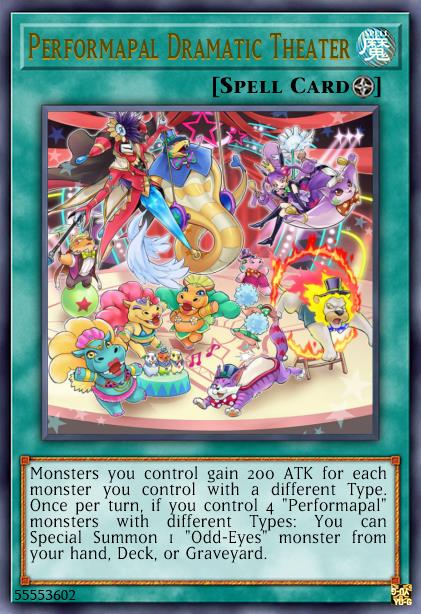 Performapal Dramatic Theater
[Spell Card]
Monsters you control gain 200 ATK for each
monster you control with a different Type.
Once per turn, if you control 4 "Performapal"
monsters with different Types: You can
Special Summon 1 "Odd-Eyes" monster from
your hand, Deck, or Graveyard.
55553602